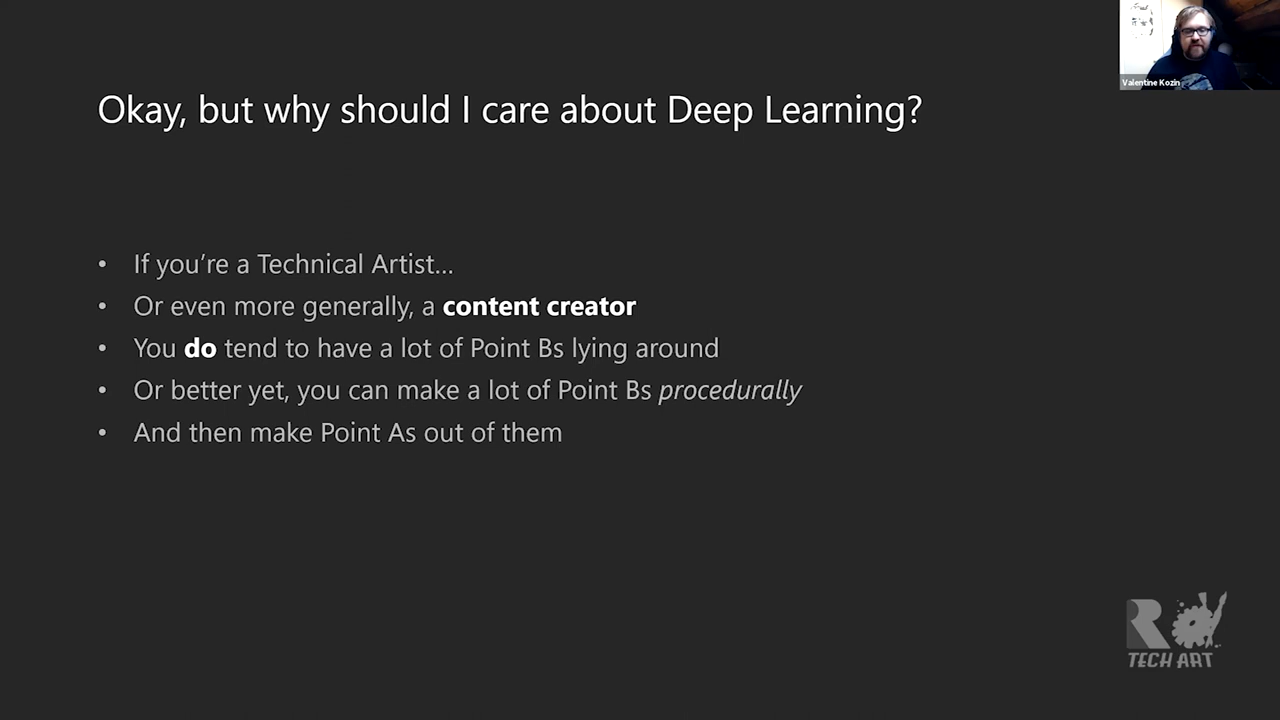 Valentine Kozin
Okay, but why should I care about Deep Learning?
• If you’re a Technical Artist…
• Or even more generally, a content creator
• You do tend to have a lot of Point Bs lying around
• Or better yet, you can make a lot of Point Bs procedurally
• And then make Point As out of them
R
TECH ART